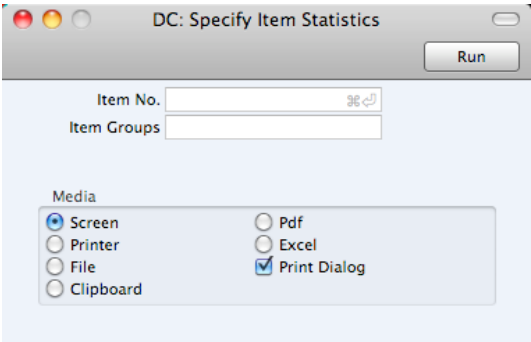 DC: Specify Item Statistics
Run
Item No. ⌘⏎
Item Groups
Media
Screen
Pdf
Printer
Excel
File
Print Dialog
Clipboard